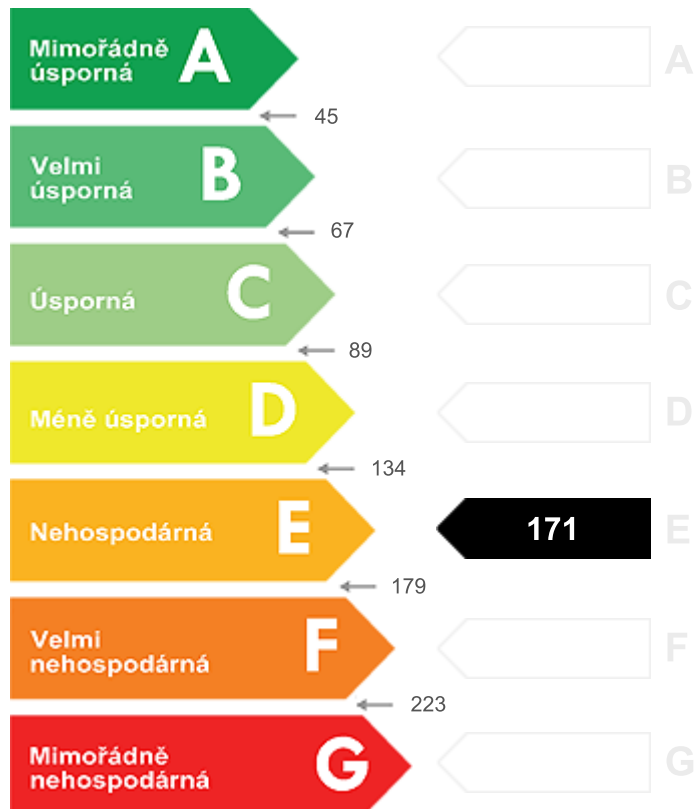 Mimořádně
úsporná
A
A
45
Velmi
úsporná
B
B
67
Úsporná
C
C
89
Méně úsporná
D
D
134
Nehospodárná
E
171
E
179
Velmi
nehospodárná
F
F
223
Mimořádně
nehospodárná
G
G